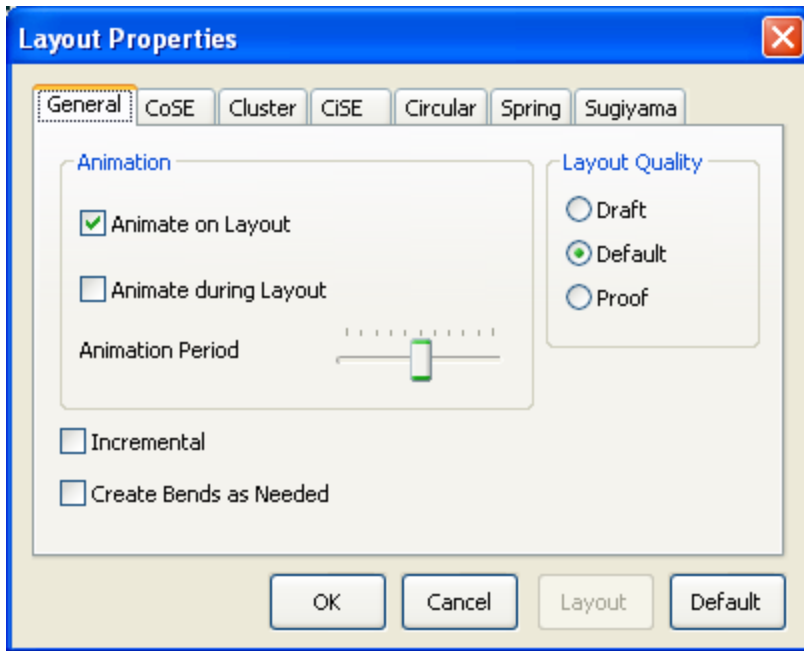 Layout Properties
General CoSE Cluster CiSE Circular Spring Sugiyama
Animation
Animate on Layout
Animate during Layout
Animation Period
Layout Quality
Draft
Default
Proof
Incremental
Create Bends as Needed
OK Cancel Layout Default